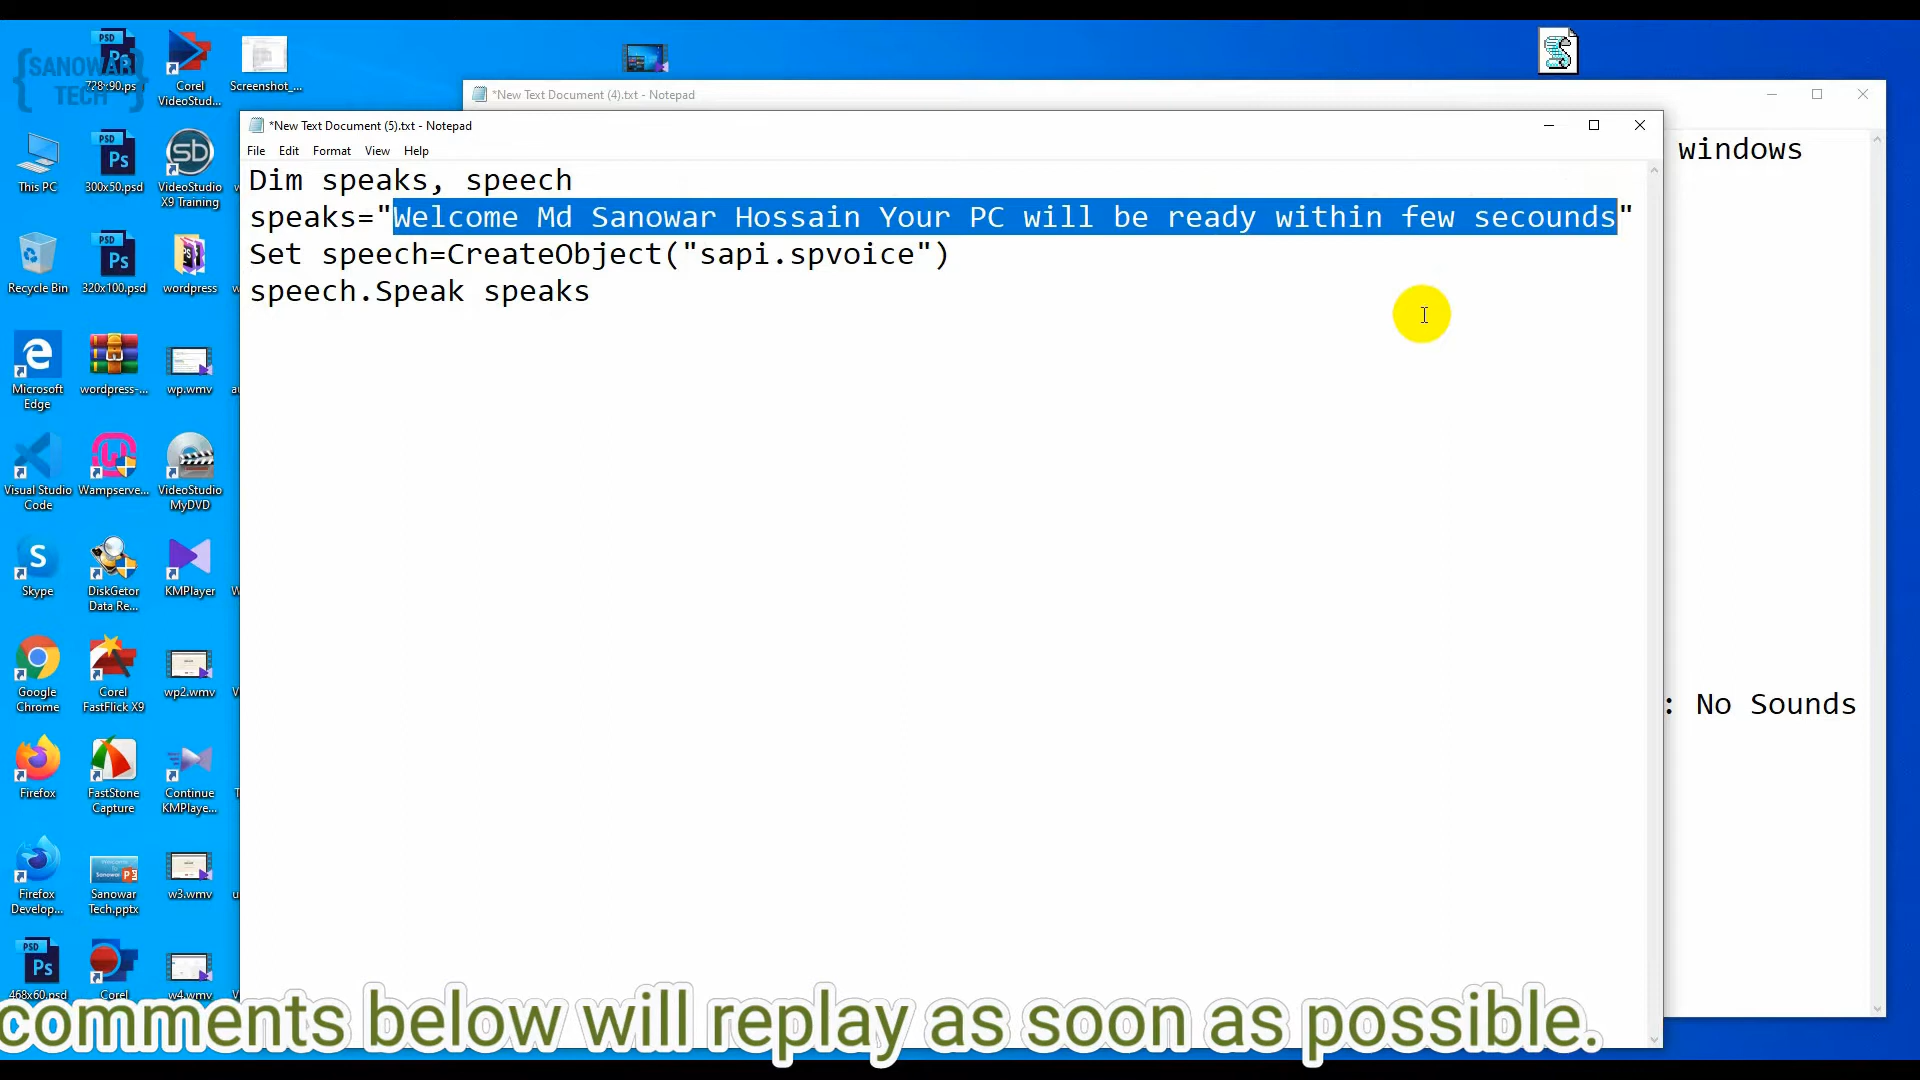 {SANOWAR
TECH}
728x90.ps
Corel
VideoStud...
Screenshot_...
*New Text Document (4).txt - Notepad
windows
: No Sounds
*New Text Document (5).txt - Notepad
File Edit Format View Help
Dim speaks, speech
speaks="Welcome Md Sanowar Hossain Your PC will be ready within few secounds"
Set speech=CreateObject("sapi.spvoice")
speech.Speak speaks
This PC
300x50.psd
VideoStudio
X9 Training
Recycle Bin
320x100.psd
wordpress
Microsoft
Edge
wordpress-...
wp.wmv
Visual Studio
Code
Wampserve...
VideoStudio
MyDVD
Skype
DiskGetor
Data Re...
KMPlayer
Google
Chrome
Corel
FastFlick X9
wp2.wmv
Firefox
FastStone
Capture
Continue
KMPlaye...
Firefox
Develop...
Sanowar
Tech.pptx
w3.wmv
468x60.psd
Corel
w4.wmv
comments below will replay as soon as possible.